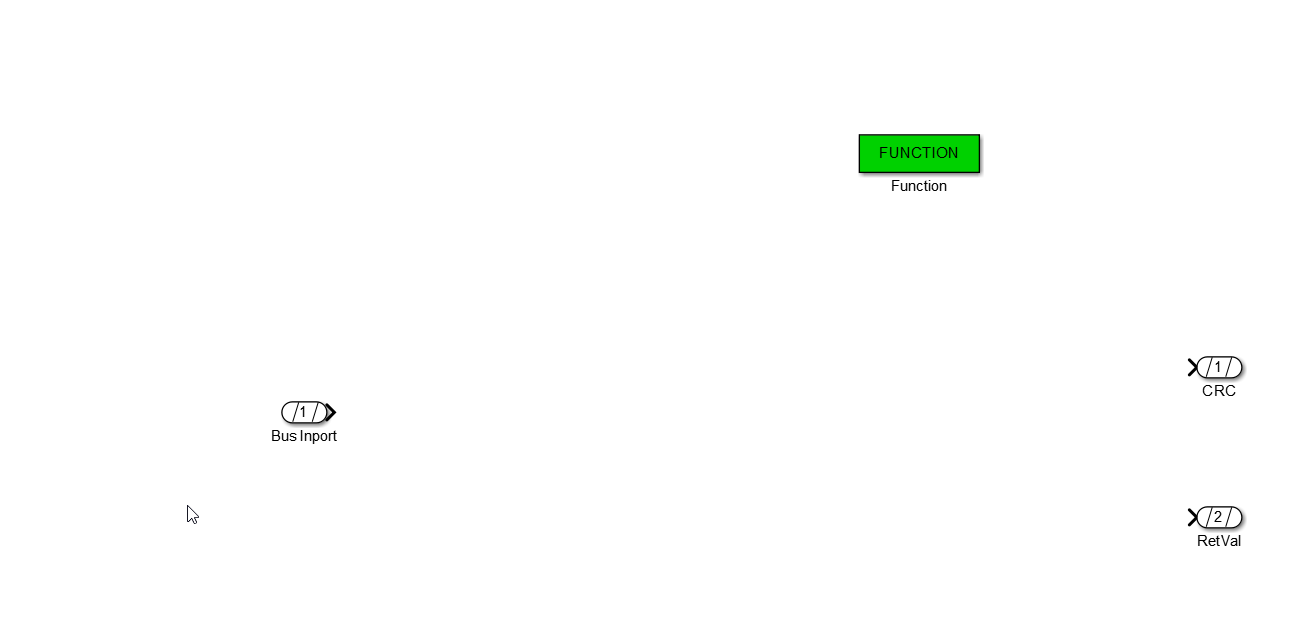 FUNCTION
Function
/1/
CRC
/1/
Bus Inport
/2/
RetVal